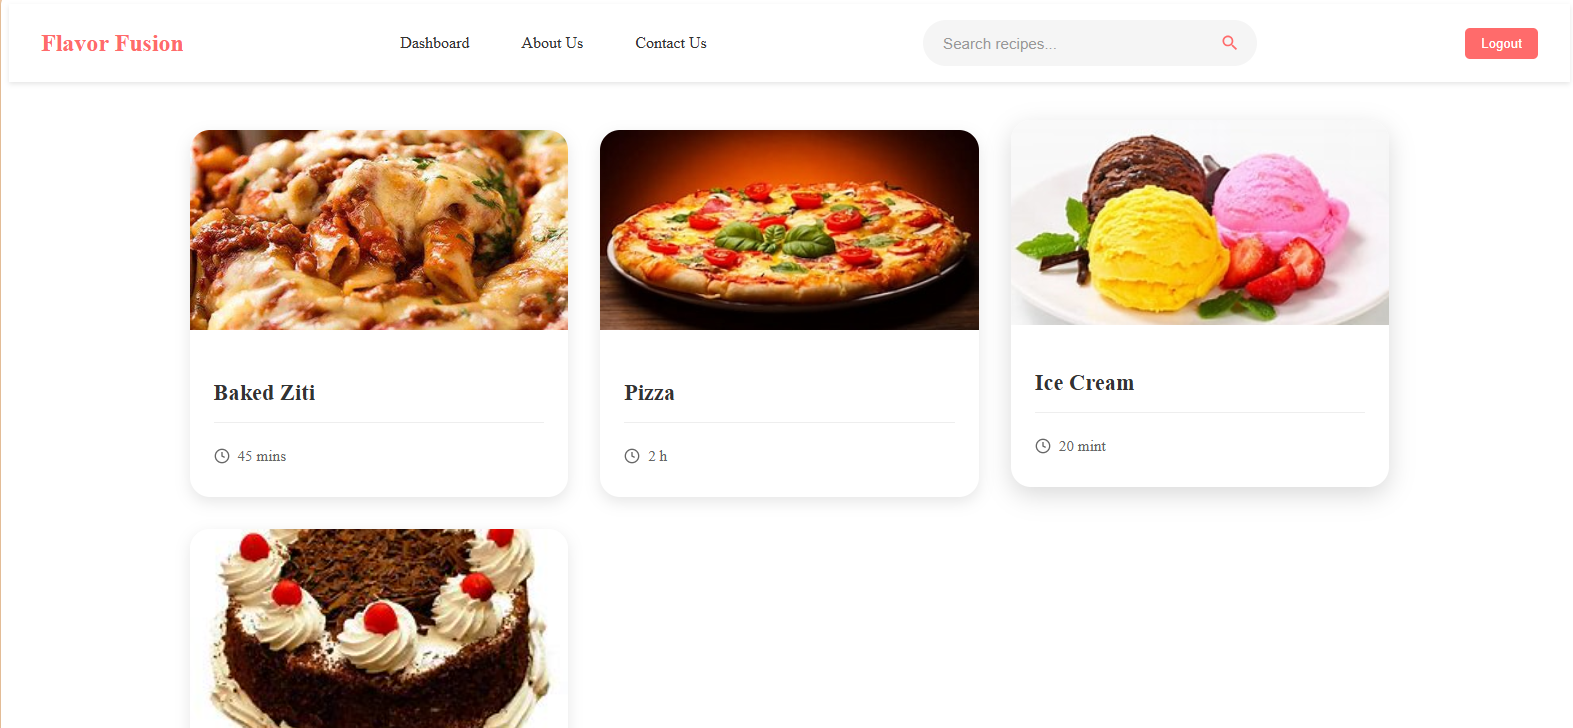 Flavor Fusion
Dashboard
About Us
Contact Us
Search recipes...
Logout
Baked Ziti
45 mins
Pizza
2 h
Ice Cream
20 mint